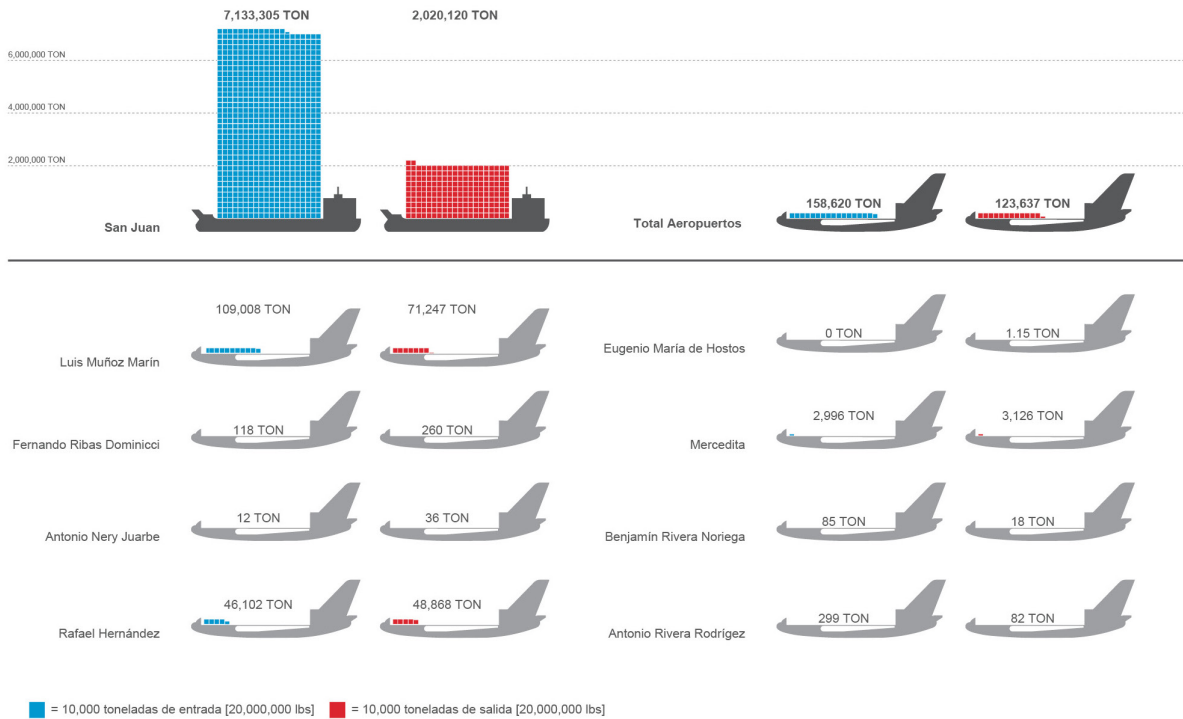 7,133,305 TON
2,020,120 TON
6,000,000 TON
4,000,000 TON
2,000,000 TON
San Juan
Total Aeropuertos
158,620 TON
123,637 TON
Luis Muñoz Marín
109,008 TON
71,247 TON
Eugenio María de Hostos
0 TON
1.15 TON
Fernando Ribas Dominicci
118 TON
260 TON
Mercedita
2,996 TON
3,126 TON
Antonio Nery Juarbe
12 TON
36 TON
Benjamín Rivera Noriega
85 TON
18 TON
Rafael Hernández
46,102 TON
48,868 TON
Antonio Rivera Rodrígez
299 TON
82 TON
= 10,000 toneladas de entrada [20,000,000 lbs]
= 10,000 toneladas de salida [20,000,000 lbs]